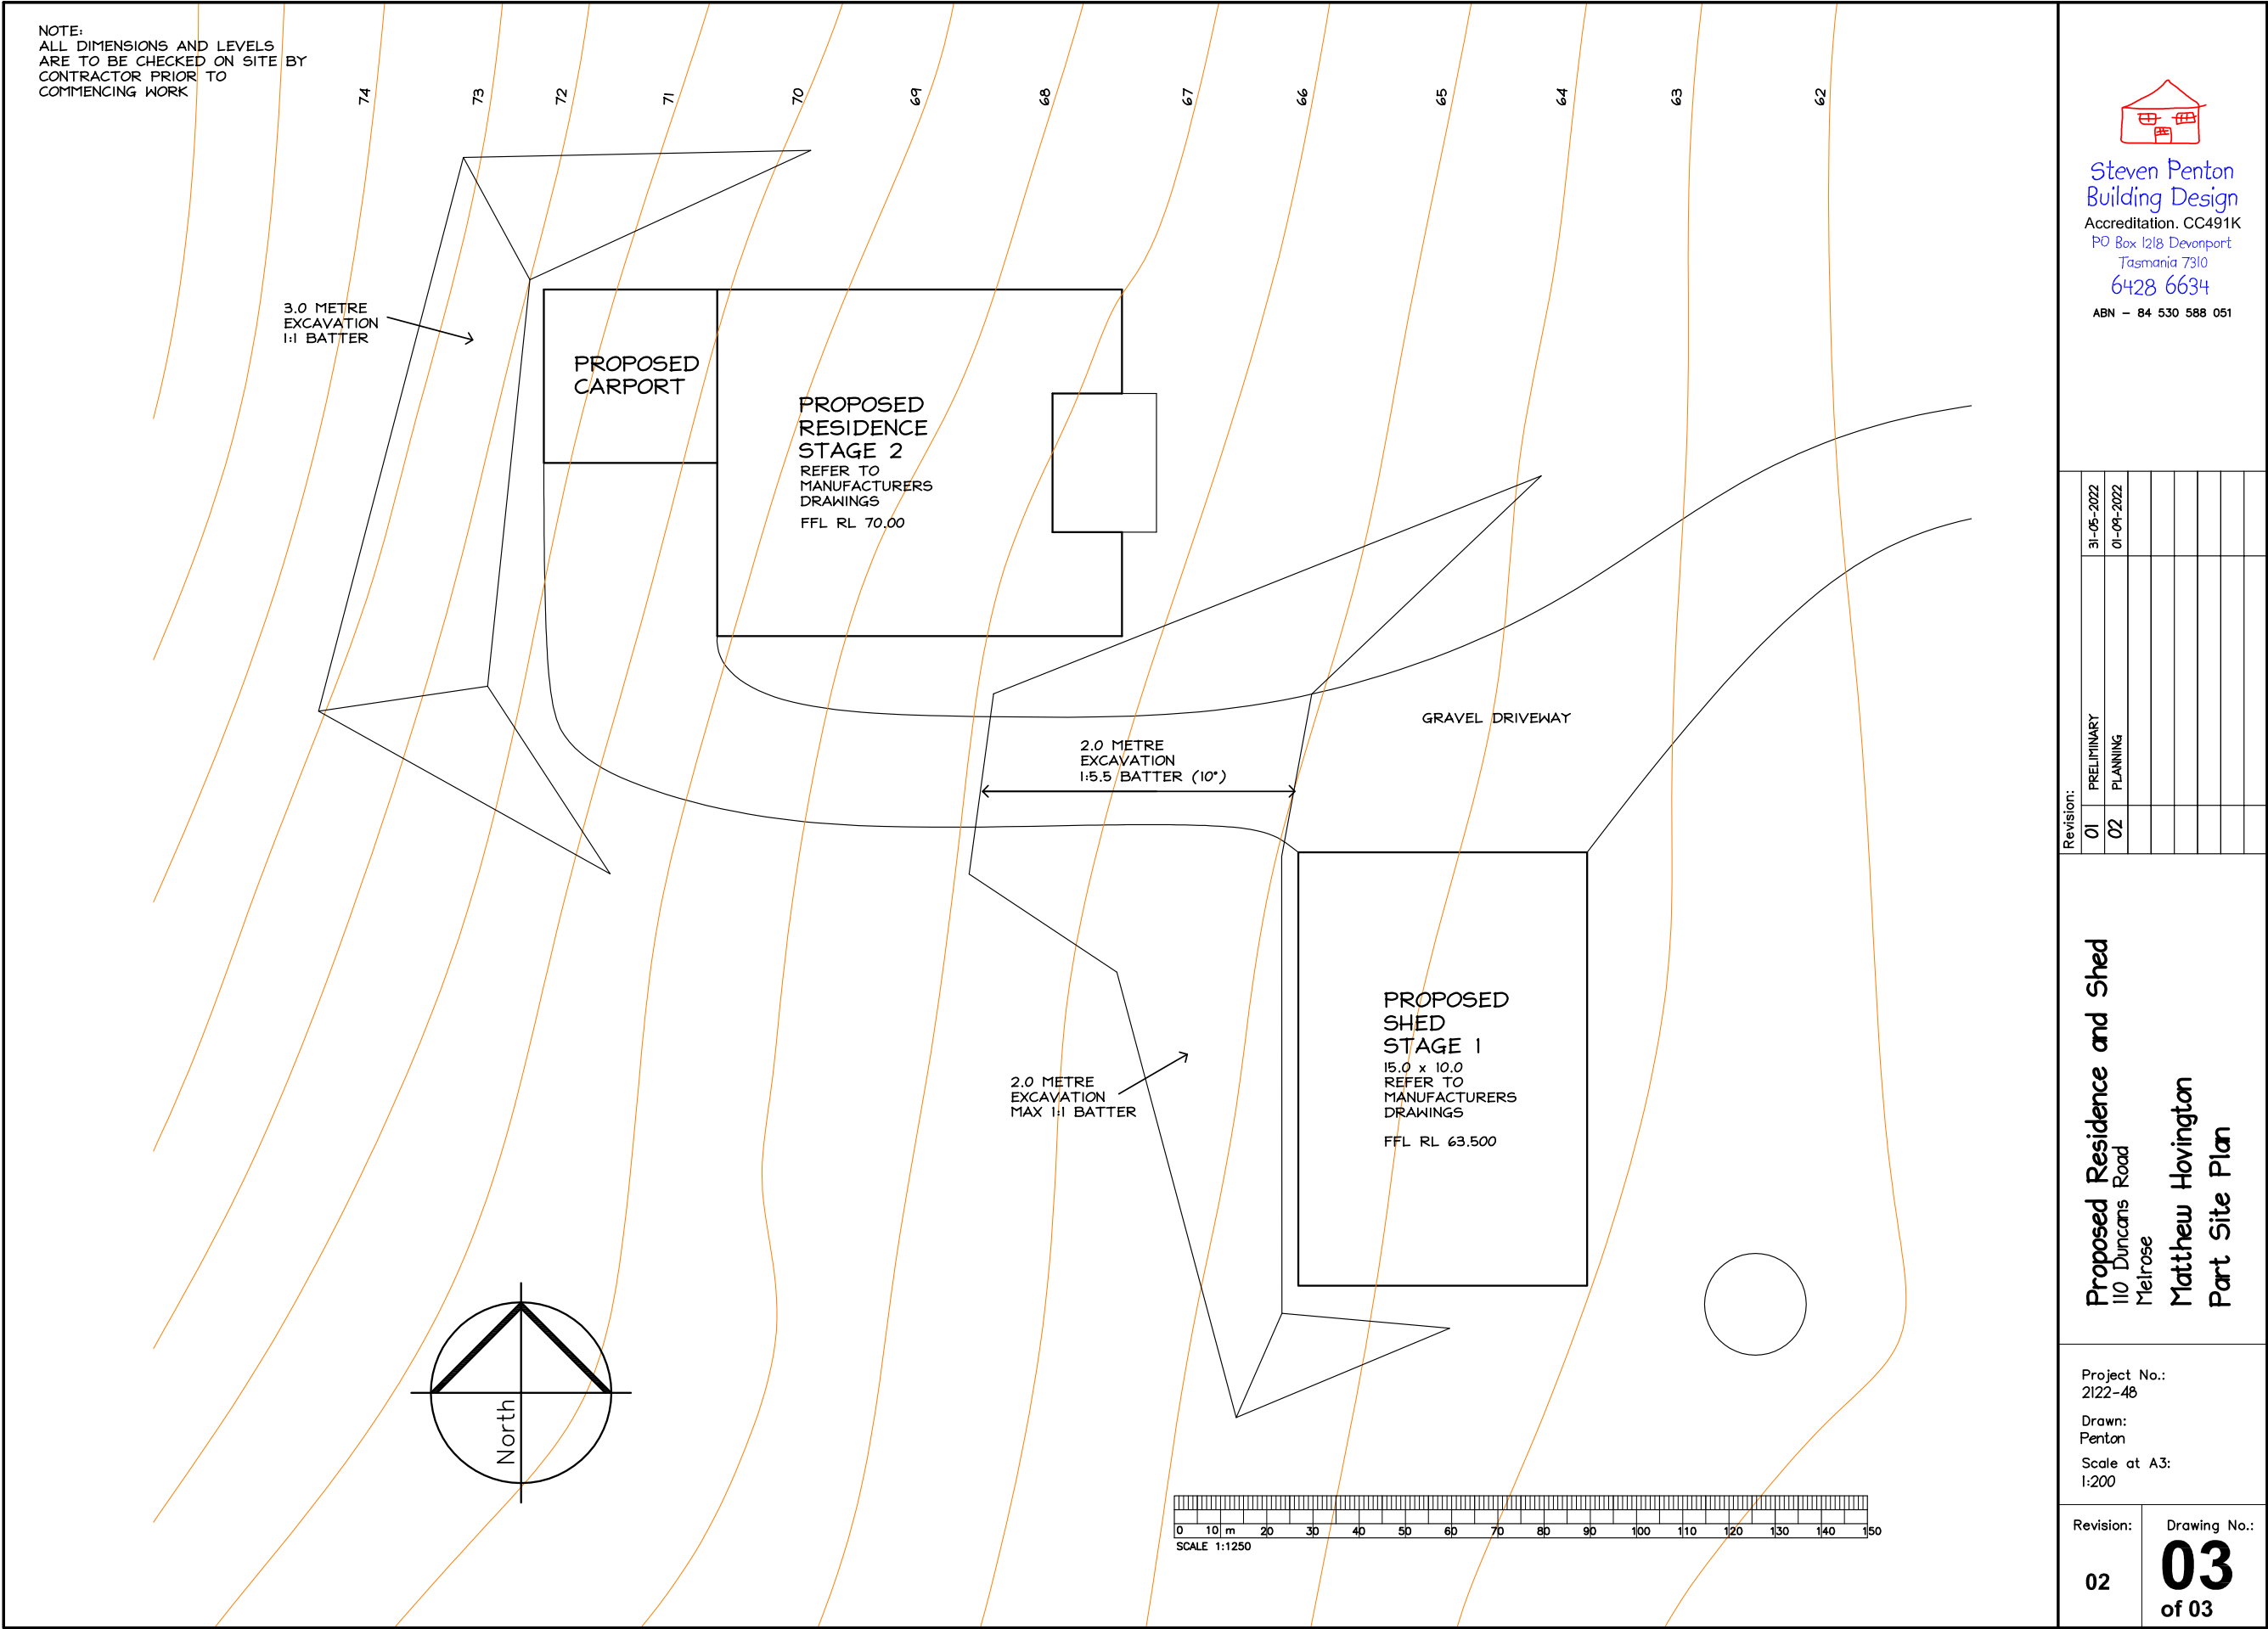 NOTE:
ALL DIMENSIONS AND LEVELS
ARE TO BE CHECKED ON SITE BY
CONTRACTOR PRIOR TO
COMMENCING WORK
74
73
72
71
70
69
68
67
66
65
64
63
62
3.0 METRE
EXCAVATION
1:1 BATTER
PROPOSED
CARPORT
PROPOSED
RESIDENCE
STAGE 2
REFER TO
MANUFACTURERS
DRAWINGS
FFL RL 70.00
GRAVEL DRIVEWAY
2.0 METRE
EXCAVATION
1:5.5 BATTER (10°)
2.0 METRE
EXCAVATION
MAX 1:1 BATTER
PROPOSED
SHED
STAGE 1
15.0 x 10.0
REFER TO
MANUFACTURERS
DRAWINGS
FFL RL 63.500
North
0 10 m 20 30 40 50 60 70 80 90 100 110 120 130 140 150
SCALE 1:1250
Steven Penton
Building Design
Accreditation. CC491K
PO Box 1218 Devonport
Tasmania 7310
6428 6634
ABN - 84 530 588 051
Revision:
01 PRELIMINARY 31-05-2022
02 PLANNING 01-09-2022
Proposed Residence and Shed
110 Duncans Road
Melrose
Matthew Hovington
Part Site Plan
Project No.:
2122-48
Drawn:
Penton
Scale at A3:
1:200
Revision:
02
Drawing No.:
03
of 03